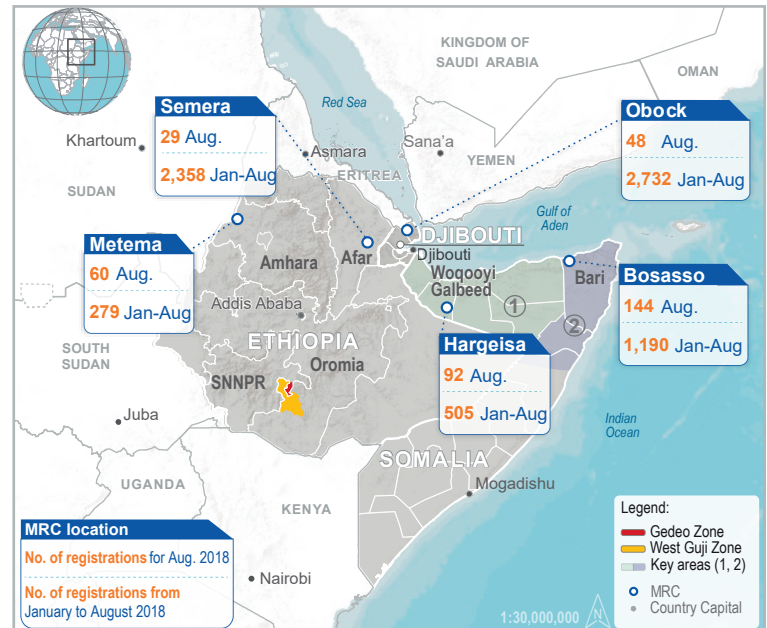 KINGDOM OF
SAUDI ARABIA
OMAN
Red Sea
Semera
29 Aug.
2,358 Jan-Aug
Obock
48 Aug.
2,732 Jan-Aug
Khartoum
Asmara
Sana'a
YEMEN
ERITREA
SUDAN
Gulf of
Aden
DJIBOUTI
Djibouti
Metema
60 Aug.
279 Jan-Aug
Amhara
Afar
Woqooyi
Galbeed
Bari
Bosasso
144 Aug.
1,190 Jan-Aug
Addis Ababa
1
2
ETHIOPIA
Oromia
SNNPR
Hargeisa
92 Aug.
505 Jan-Aug
SOUTH
SUDAN
Juba
Indian
Ocean
SOMALIA
Mogadishu
UGANDA
KENYA
Nairobi
MRC location
No. of registrations for Aug. 2018
No. of registrations from
January to August 2018
Legend:
Gedeo Zone
West Guji Zone
Key areas (1, 2)
MRC
Country Capital
1:30,000,000
N